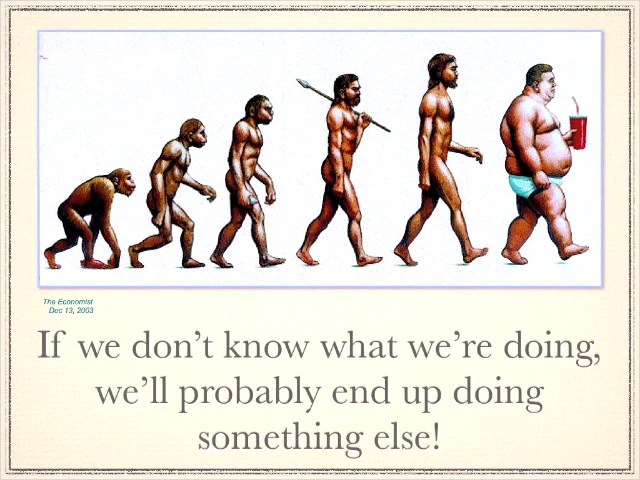 The Economist
Dec 13, 2003
If we don’t know what we’re doing,
we’ll probably end up doing
something else!